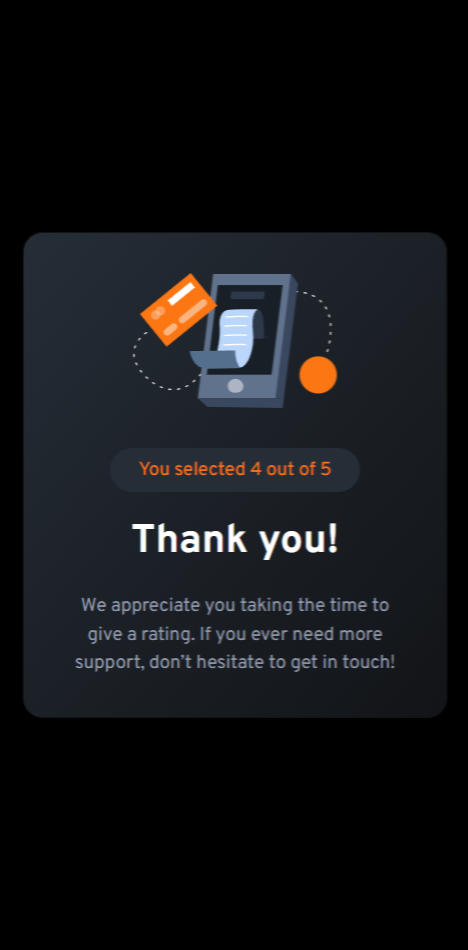 You selected 4 out of 5
Thank you!
We appreciate you taking the time to
give a rating. If you ever need more
support, don’t hesitate to get in touch!